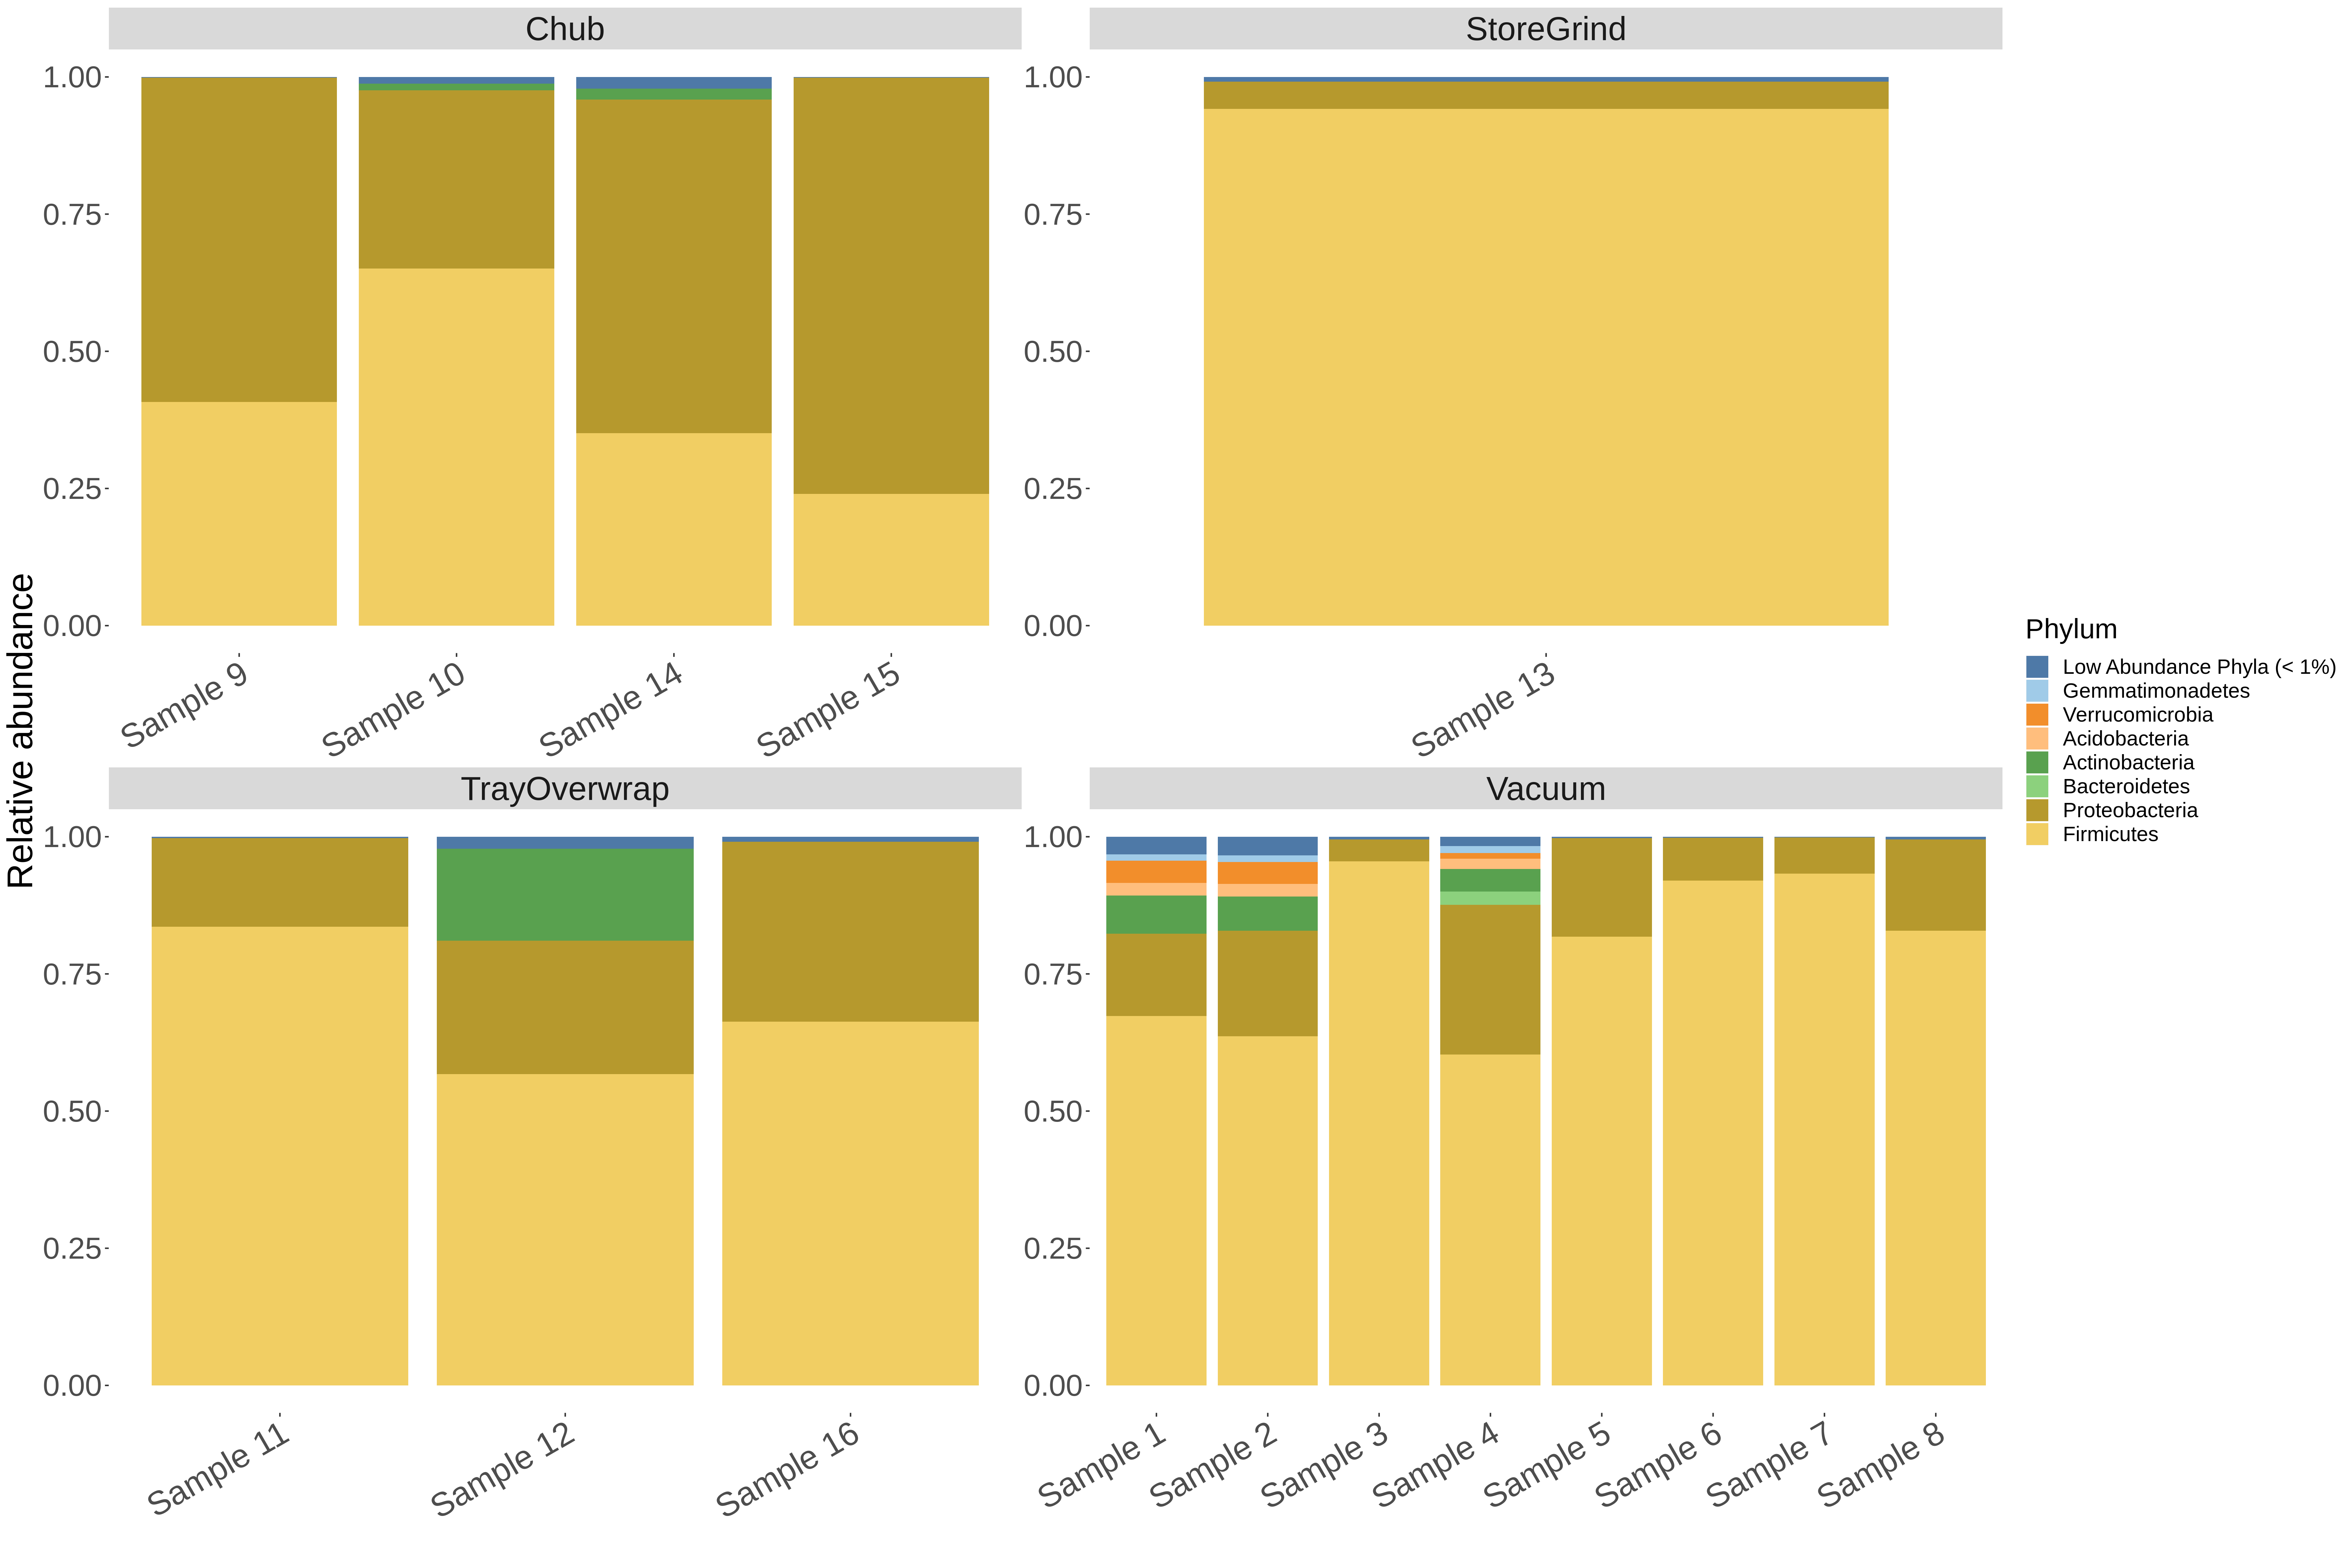 Relative abundance
Chub
1.00
0.75
0.50
0.25
0.00
Sample 9
Sample 10
Sample 14
Sample 15
StoreGrind
1.00
0.75
0.50
0.25
0.00
Sample 13
TrayOverwrap
1.00
0.75
0.50
0.25
0.00
Sample 11
Sample 12
Sample 16
Vacuum
1.00
0.75
0.50
0.25
0.00
Sample 1
Sample 2
Sample 3
Sample 4
Sample 5
Sample 6
Sample 7
Sample 8
Phylum
Low Abundance Phyla (< 1%)
Gemmatimonadetes
Verrucomicrobia
Acidobacteria
Actinobacteria
Bacteroidetes
Proteobacteria
Firmicutes